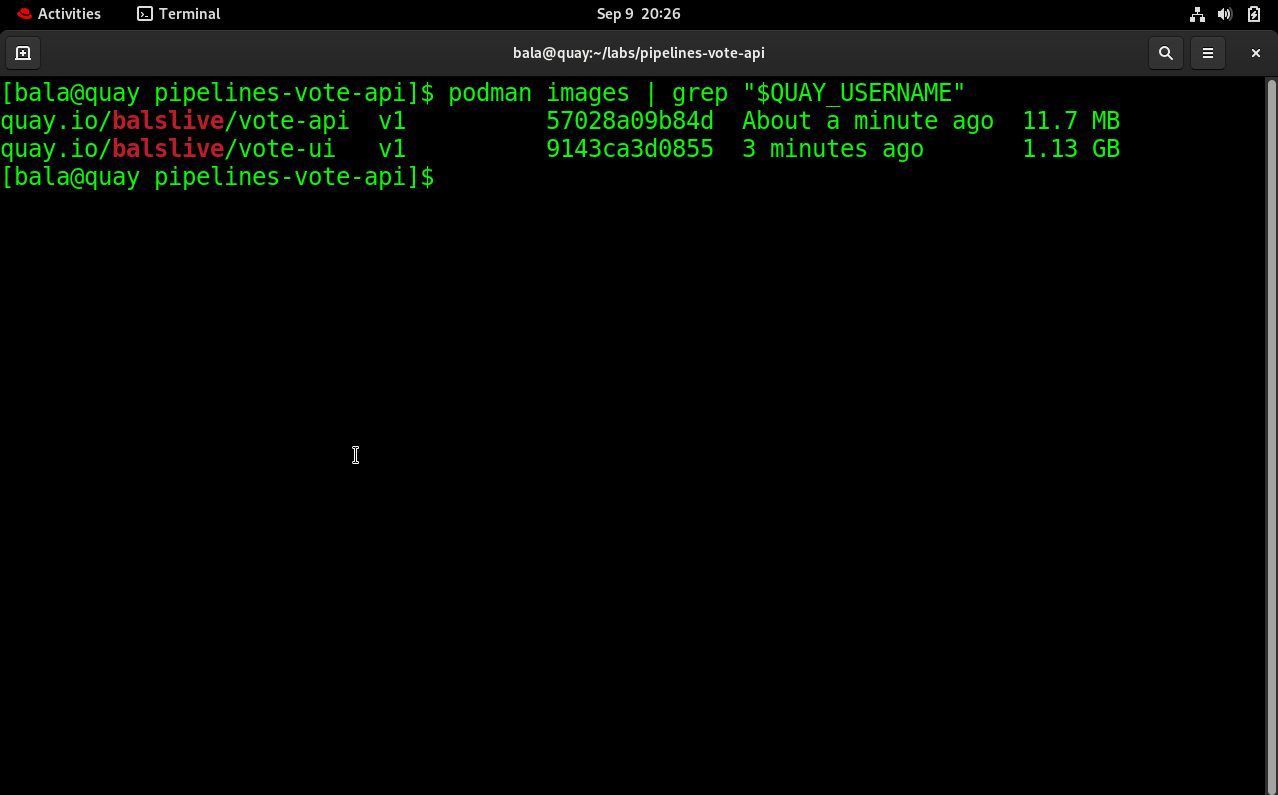 Activities Terminal Sep 9 20:26
bala@quay:~/labs/pipelines-vote-api
[bala@quay pipelines-vote-api]$ podman images | grep "$QUAY_USERNAME"
quay.io/balslive/vote-api v1 57028a09b84d About a minute ago 11.7 MB
quay.io/balslive/vote-ui v1 9143ca3d0855 3 minutes ago 1.13 GB
[bala@quay pipelines-vote-api]$